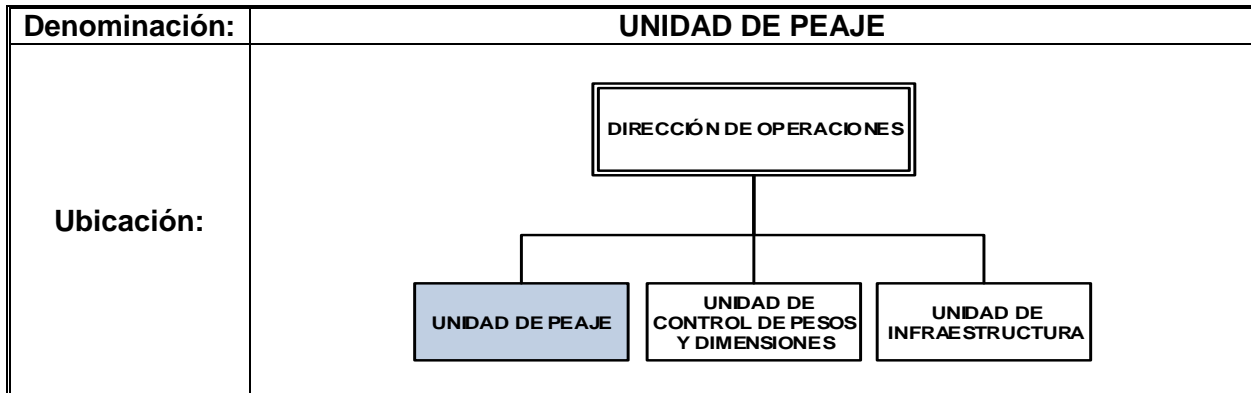 Denominación:
UNIDAD DE PEAJE
Ubicación:
DIRECCIÓN DE OPERACIONES
UNIDAD DE PEAJE
UNIDAD DE
CONTROL DE PESOS
Y DIMENSIONES
UNIDAD DE
INFRAESTRUCTURA